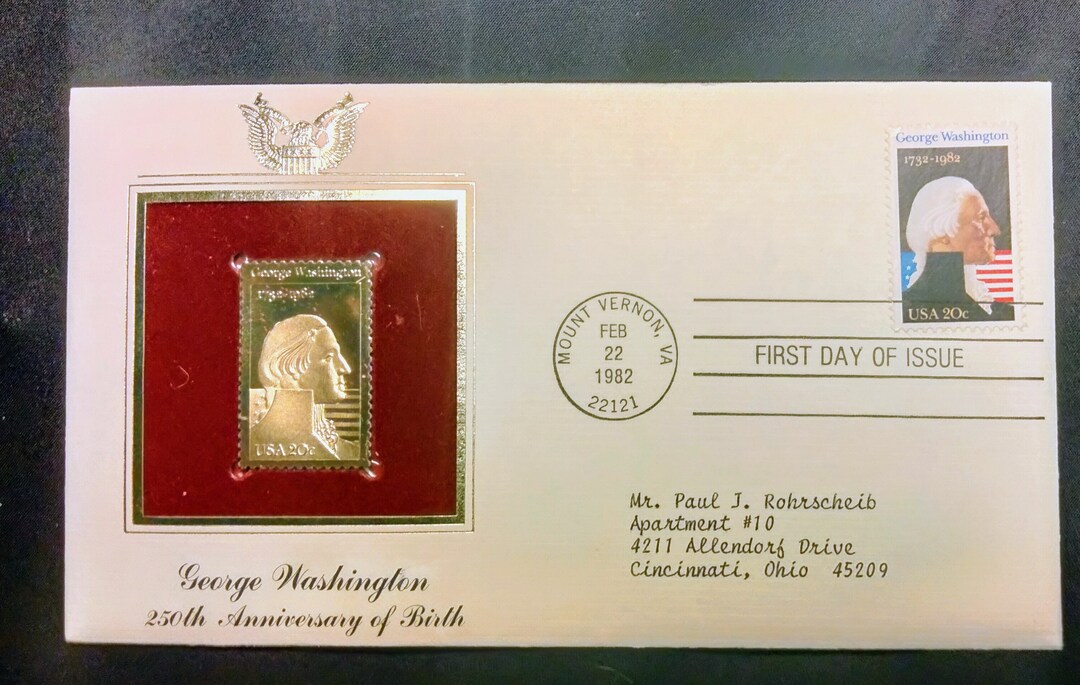 George Washington
1732-1982
USA 20c
George Washington
250th Anniversary of Birth
George Washington
1732-1982
USA 20c
MOUNT VERNON, VA
FEB
22
1982
22121
FIRST DAY OF ISSUE
Mr. Paul J. Rohrscheib
Apartment #10
4211 Allendorf Drive
Cincinnati, Ohio 45209